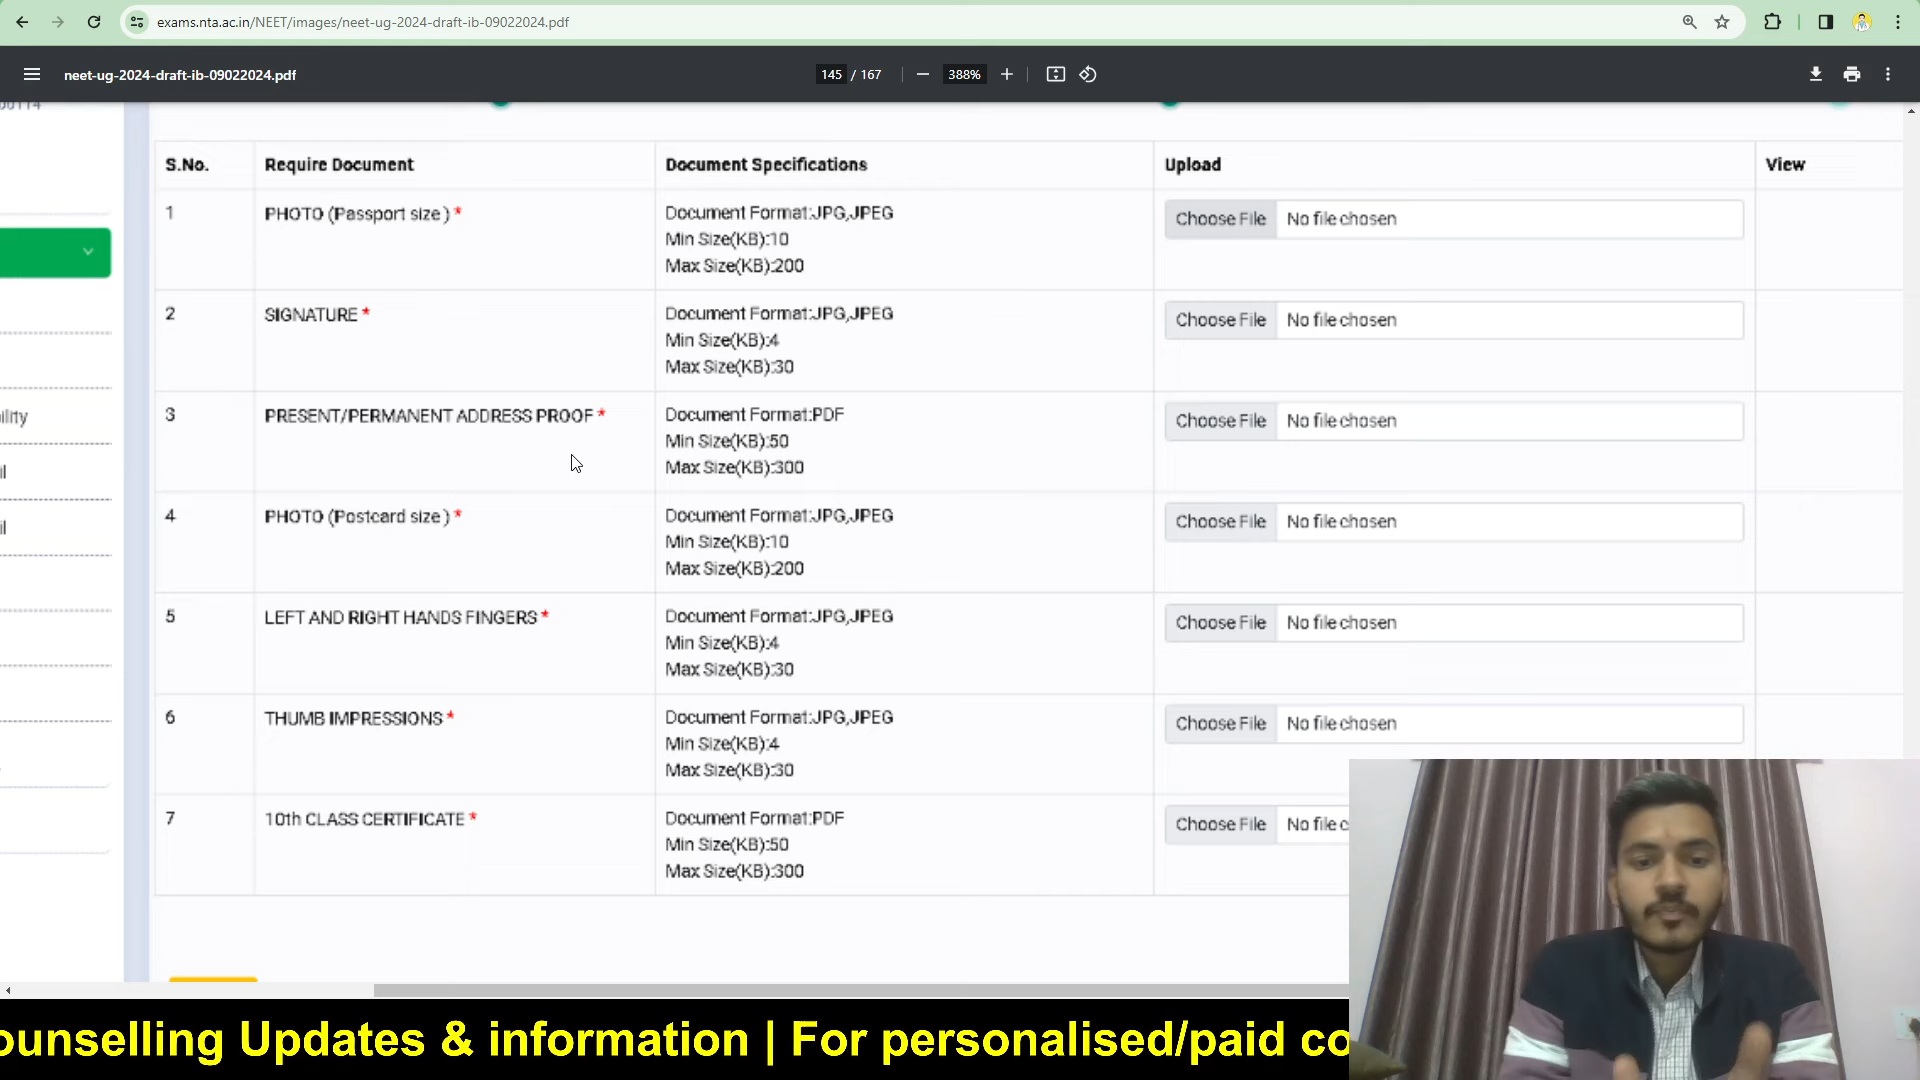 exams.nta.ac.in/NEET/images/neet-ug-2024-draft-ib-09022024.pdf
neet-ug-2024-draft-ib-09022024.pdf
145 / 167
388%
S.No.
Require Document
Document Specifications
Upload
View
1
PHOTO (Passport size ) *
Document Format:JPG,JPEG
Min Size(KB):10
Max Size(KB):200
Choose File No file chosen
2
SIGNATURE *
Document Format:JPG,JPEG
Min Size(KB):4
Max Size(KB):30
Choose File No file chosen
3
PRESENT/PERMANENT ADDRESS PROOF *
Document Format:PDF
Min Size(KB):50
Max Size(KB):300
Choose File No file chosen
4
PHOTO (Postcard size ) *
Document Format:JPG,JPEG
Min Size(KB):10
Max Size(KB):200
Choose File No file chosen
5
LEFT AND RIGHT HANDS FINGERS *
Document Format:JPG,JPEG
Min Size(KB):4
Max Size(KB):30
Choose File No file chosen
6
THUMB IMPRESSIONS *
Document Format:JPG,JPEG
Min Size(KB):4
Max Size(KB):30
Choose File No file chosen
7
10th CLASS CERTIFICATE *
Document Format:PDF
Min Size(KB):50
Max Size(KB):300
Choose File No file c
ounselling Updates & information | For personalised/paid co